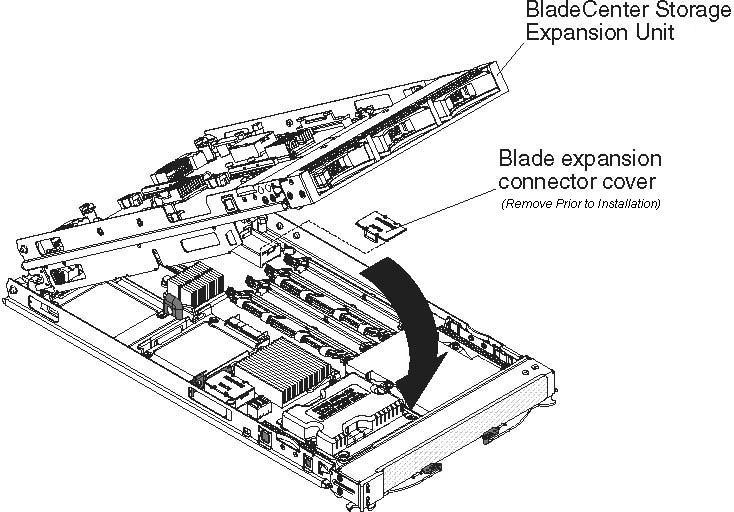 BladeCenter Storage
Expansion Unit
Blade expansion
connector cover
(Remove Prior to Installation)